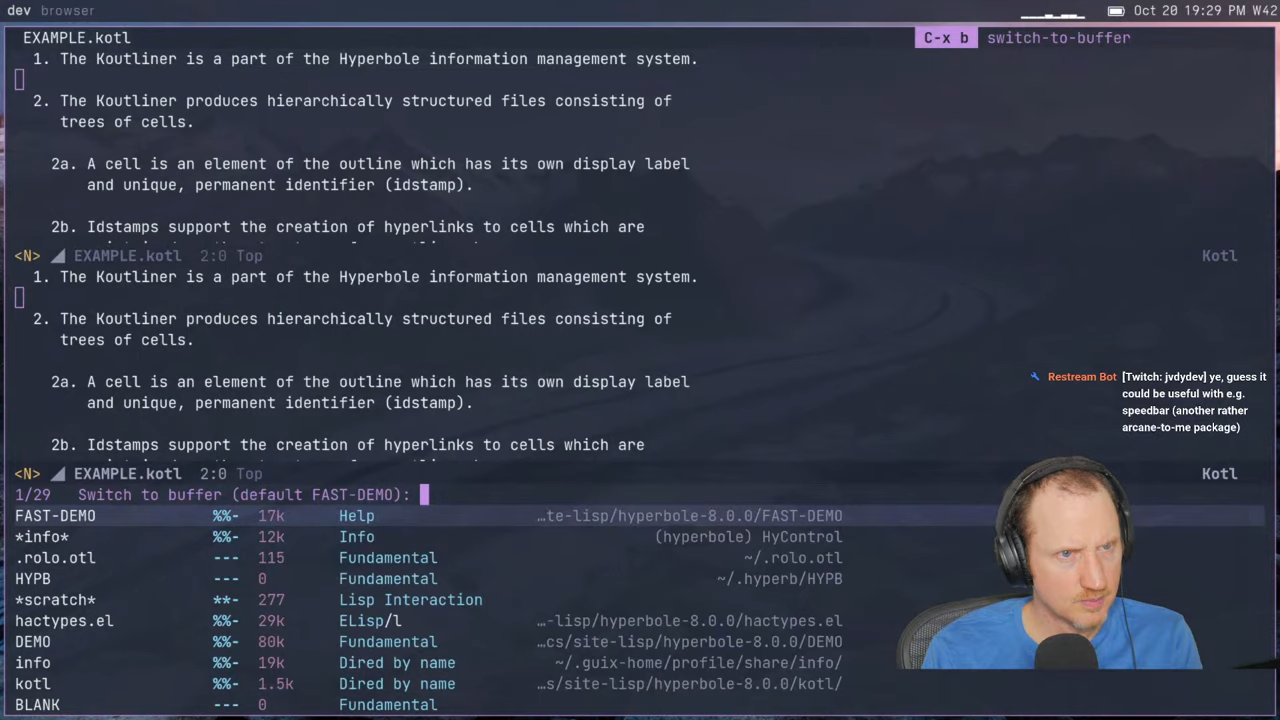 dev browser
Oct 20 19:29 PM W42
EXAMPLE.kotl
C-x b switch-to-buffer
1. The Koutliner is a part of the Hyperbole information management system.
2. The Koutliner produces hierarchically structured files consisting of
trees of cells.
2a. A cell is an element of the outline which has its own display label
and unique, permanent identifier (idstamp).
2b. Idstamps support the creation of hyperlinks to cells which are
<N> EXAMPLE.kotl 2:0 Top Kotl
1. The Koutliner is a part of the Hyperbole information management system.
2. The Koutliner produces hierarchically structured files consisting of
trees of cells.
2a. A cell is an element of the outline which has its own display label
and unique, permanent identifier (idstamp).
2b. Idstamps support the creation of hyperlinks to cells which are
<N> EXAMPLE.kotl 2:0 Top Kotl
Restream Bot [Twitch: jvdydev] ye, guess it
could be useful with e.g.
speedbar (another rather
arcane-to-me package)
1/29 Switch to buffer (default FAST-DEMO):
FAST-DEMO %%- 17k Help …te-lisp/hyperbole-8.0.0/FAST-DEMO
*info* %%- 12k Info (hyperbole) HyControl
.rolo.otl --- 115 Fundamental ~/.rolo.otl
HYPB --- 0 Fundamental ~/.hyperb/HYPB
*scratch* **- 277 Lisp Interaction
hactypes.el %%- 29k ELisp/l …-lisp/hyperbole-8.0.0/hactypes.el
DEMO %%- 80k Fundamental …cs/site-lisp/hyperbole-8.0.0/DEMO
info %%- 19k Dired by name ~/.guix-home/profile/share/info/
kotl %%- 1.5k Dired by name …s/site-lisp/hyperbole-8.0.0/kotl/
BLANK %%- 0 Fundamental